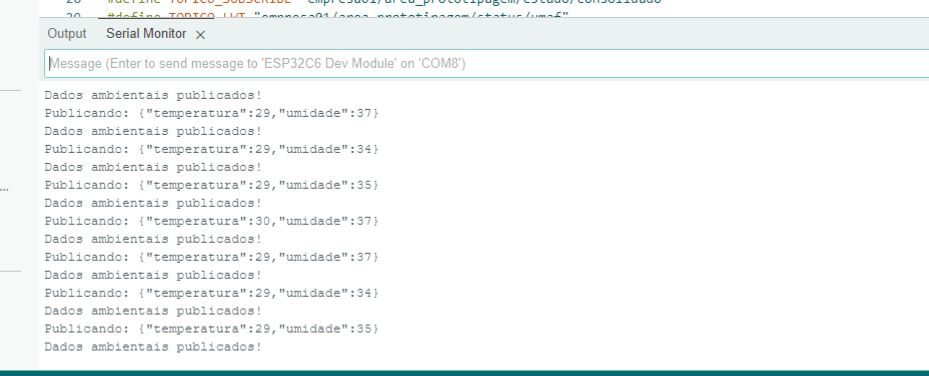 Output Serial Monitor ×
Message (Enter to send message to 'ESP32C6 Dev Module' on 'COM8')
Dados ambientais publicados!
Publicando: {"temperatura":29,"umidade":37}
Dados ambientais publicados!
Publicando: {"temperatura":29,"umidade":34}
Dados ambientais publicados!
Publicando: {"temperatura":29,"umidade":35}
Dados ambientais publicados!
Publicando: {"temperatura":30,"umidade":37}
Dados ambientais publicados!
Publicando: {"temperatura":29,"umidade":37}
Dados ambientais publicados!
Publicando: {"temperatura":29,"umidade":34}
Dados ambientais publicados!
Publicando: {"temperatura":29,"umidade":35}
Dados ambientais publicados!